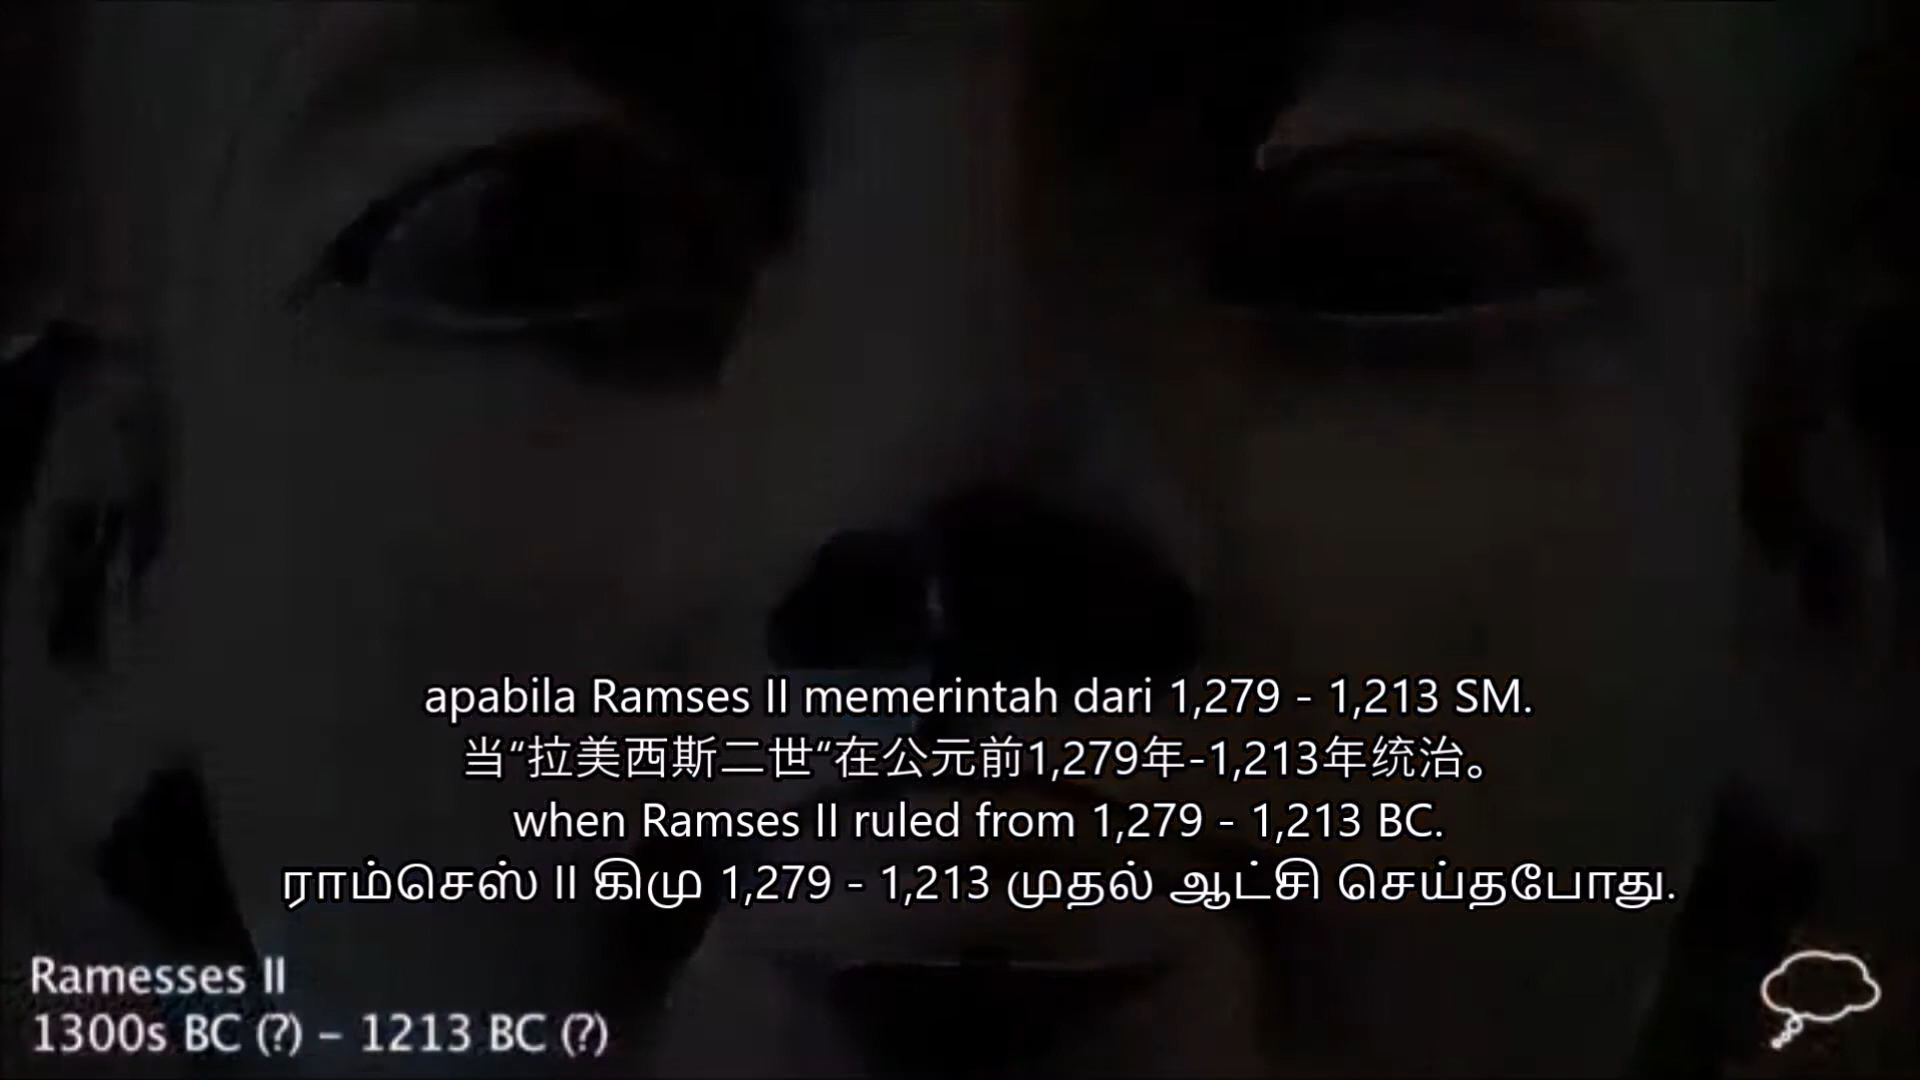 apabila Ramses II memerintah dari 1,279 - 1,213 SM.
当“拉美西斯二世”在公元前1,279年-1,213年统治。
when Ramses II ruled from 1,279 - 1,213 BC.
ராம்செஸ் II கிமு 1,279 - 1,213 முதல் ஆட்சி செய்தபோது.
Ramesses II
1300s BC (?) – 1213 BC (?)